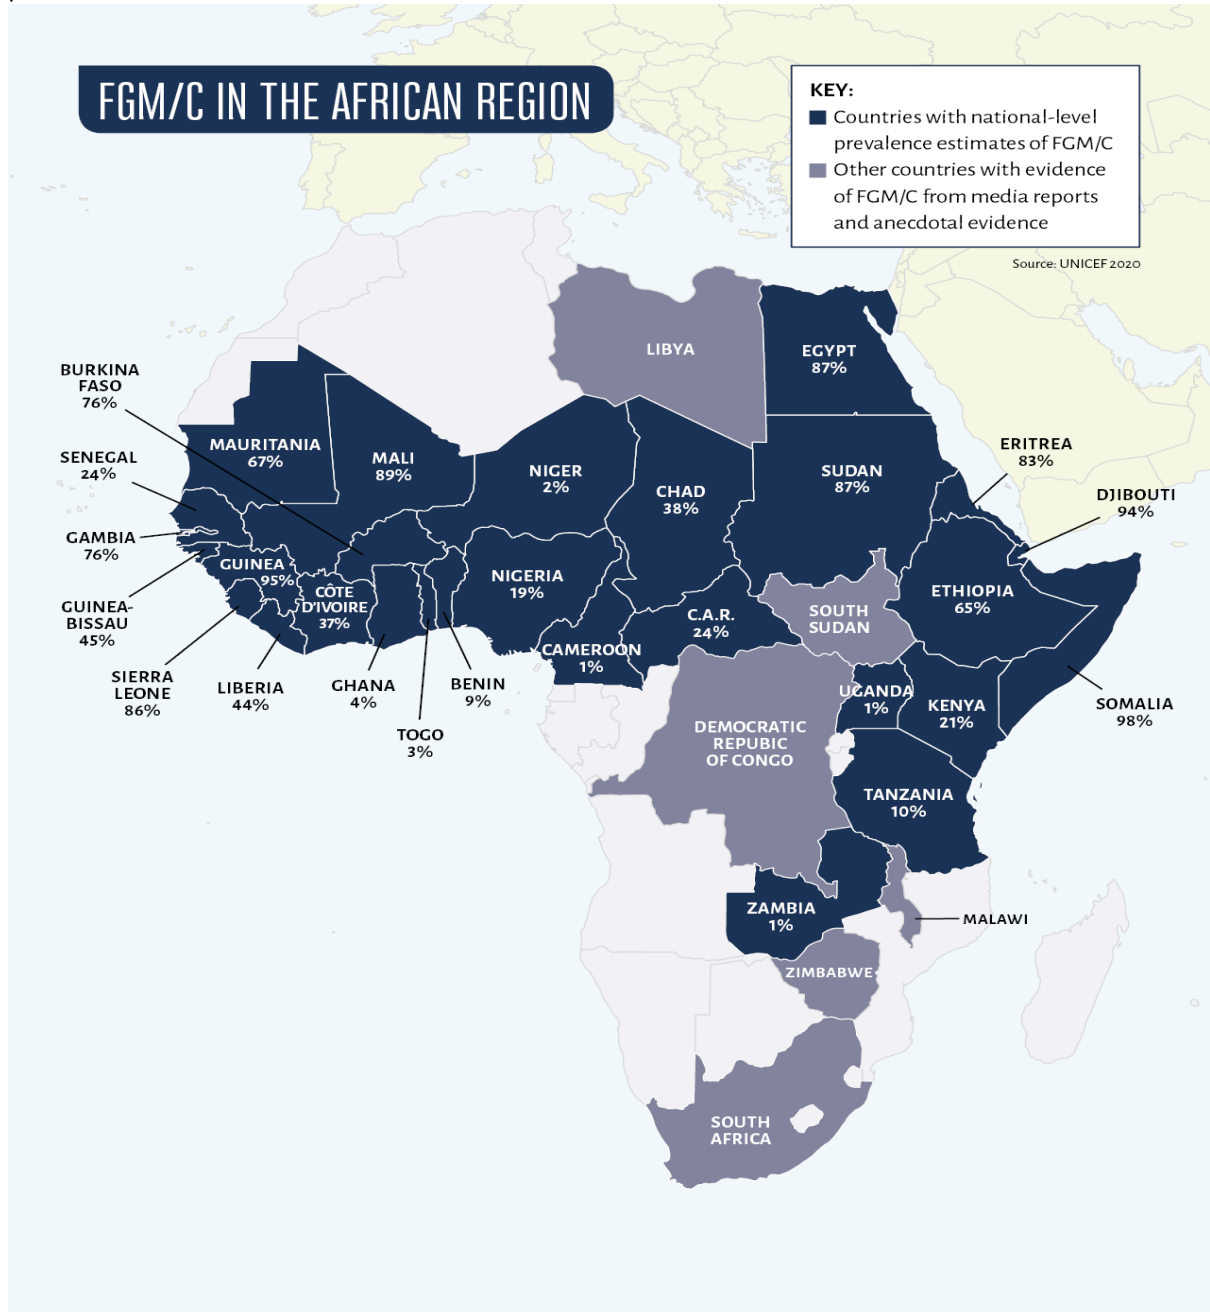 FGM/C IN THE AFRICAN REGION
KEY:
Countries with national-level
prevalence estimates of FGM/C
Other countries with evidence
of FGM/C from media reports
and anecdotal evidence
Source: UNICEF 2020
LIBYA
EGYPT
87%
BURKINA
FASO
76%
MAURITANIA
67%
MALI
89%
NIGER
2%
CHAD
38%
SUDAN
87%
ERITREA
83%
SENEGAL
24%
DJIBOUTI
94%
GAMBIA
76%
GUINEA
95%
CÔTE
D'IVOIRE
37%
NIGERIA
19%
ETHIOPIA
65%
GUINEA-
BISSAU
45%
C.A.R.
24%
SOUTH
SUDAN
CAMEROON
1%
SIERRA
LEONE
86%
LIBERIA
44%
GHANA
4%
BENIN
9%
TOGO
3%
UGANDA
1%
KENYA
21%
SOMALIA
98%
DEMOCRATIC
REPUBIC
OF CONGO
TANZANIA
10%
ZAMBIA
1%
MALAWI
ZIMBABWE
SOUTH
AFRICA